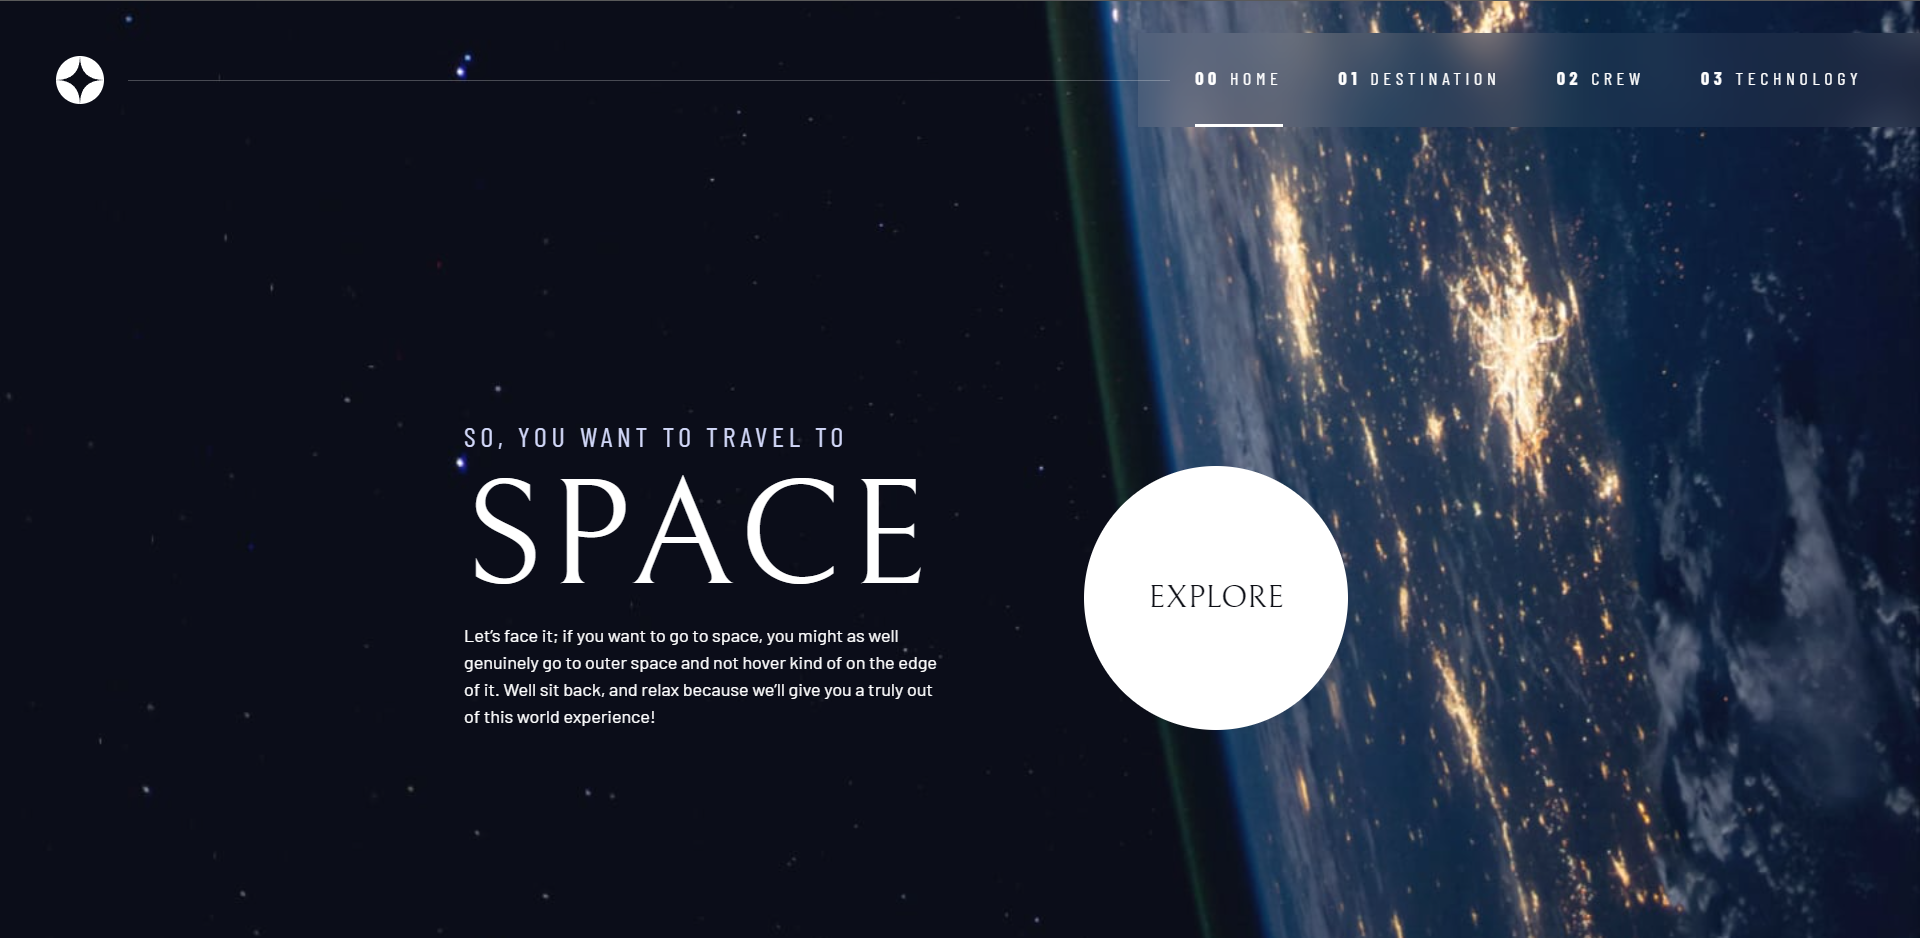 00 HOME 01 DESTINATION 02 CREW 03 TECHNOLOGY
SO, YOU WANT TO TRAVEL TO
SPACE
Let’s face it; if you want to go to space, you might as well
genuinely go to outer space and not hover kind of on the edge
of it. Well sit back, and relax because we’ll give you a truly out
of this world experience!
EXPLORE